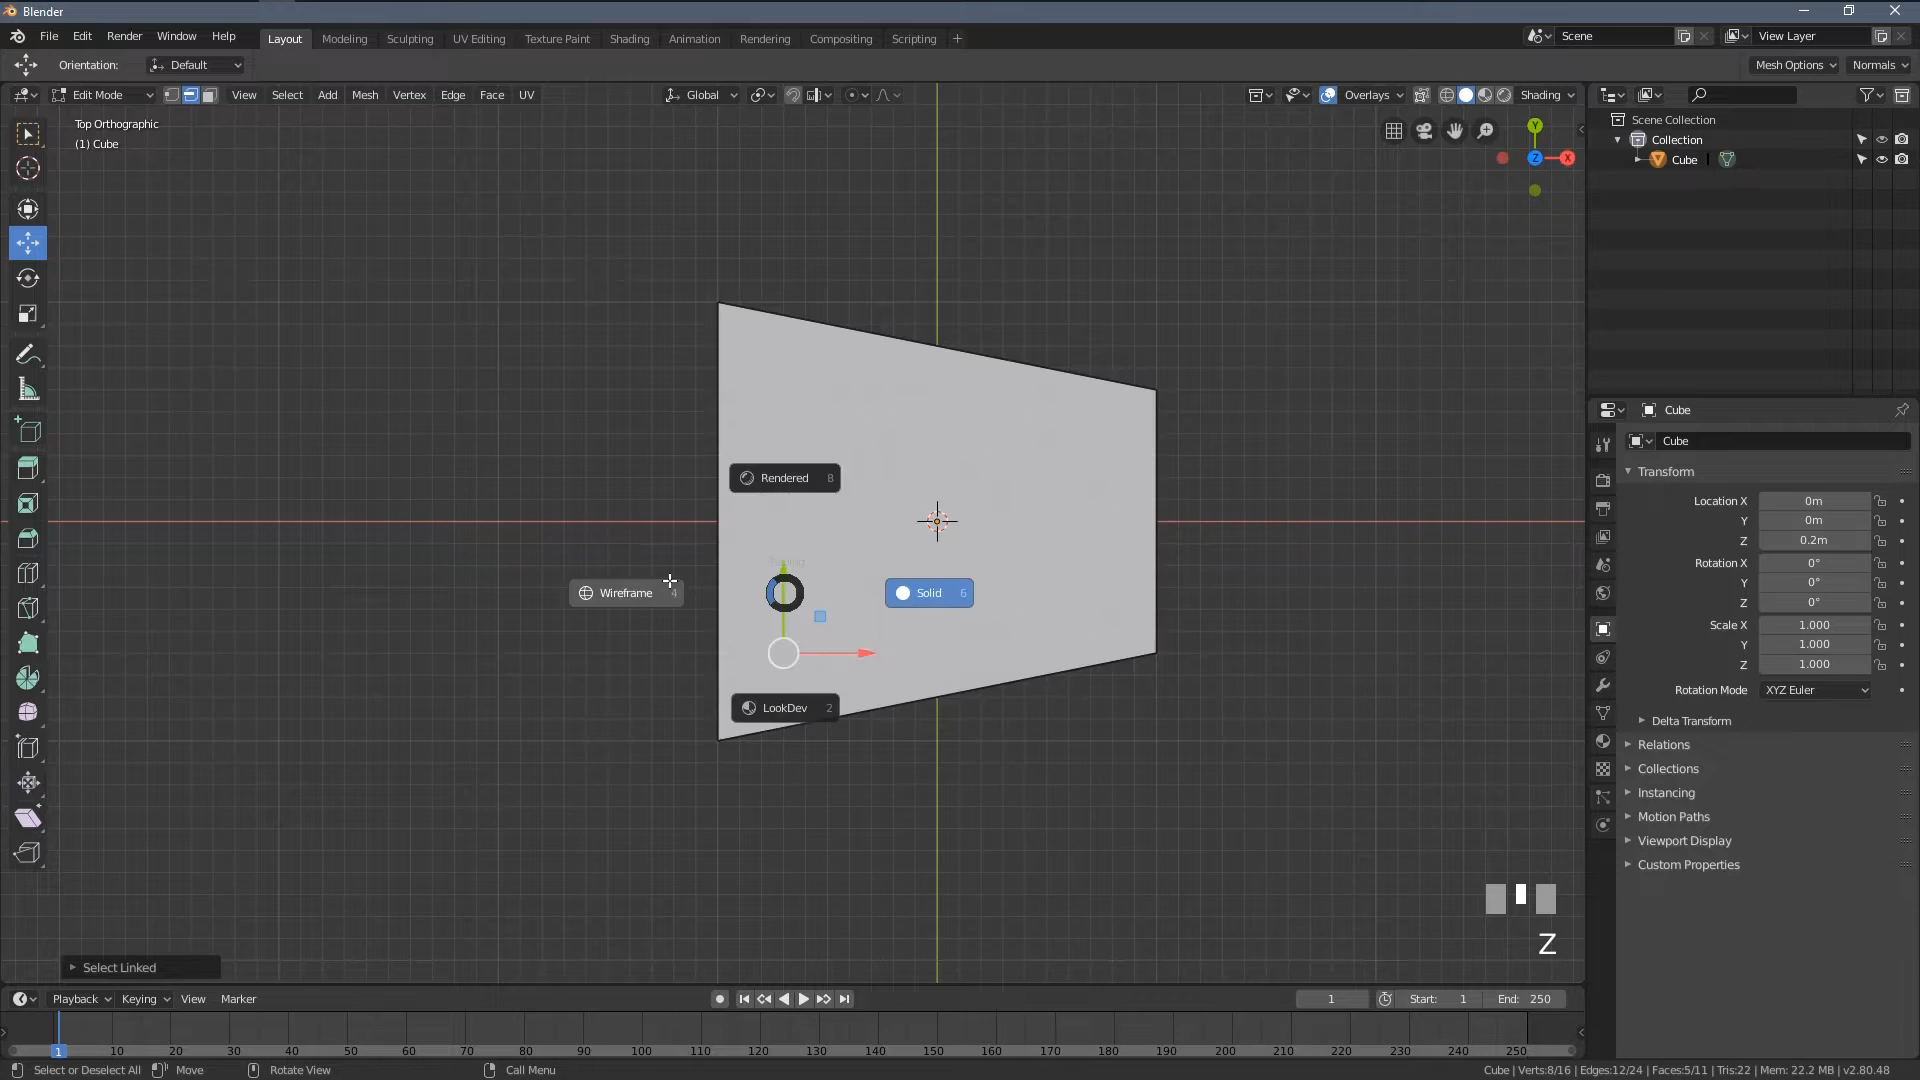 Blender
File Edit Render Window Help
Layout Modeling Sculpting UV Editing Texture Paint Shading Animation Rendering Compositing Scripting +
Scene
View Layer
Orientation: Default
Mesh Options Normals
Edit Mode
View Select Add Mesh Vertex Edge Face UV
Global
Overlays
Shading
Top Orthographic
(1) Cube
Y
Z
X
Scene Collection
Collection
Cube
Rendered 8
Wireframe 4
Solid 6
LookDev 2
Cube
Cube
Transform
Location X 0m
Y 0m
Z 0.2m
Rotation X 0°
Y 0°
Z 0°
Scale X 1.000
Y 1.000
Z 1.000
Rotation Mode XYZ Euler
Delta Transform
Relations
Collections
Instancing
Motion Paths
Viewport Display
Custom Properties
Z
Select Linked
Playback Keying View Marker
1
Start: 1
End: 250
1 10 20 30 40 50 60 70 80 90 100 110 120 130 140 150 160 170 180 190 200 210 220 230 240 250
Select or Deselect All Move Rotate View Call Menu
Cube | Verts:8/16 | Edges:12/24 | Faces:5/11 | Tris:22 | Mem: 22.2 MB | v2.80.48